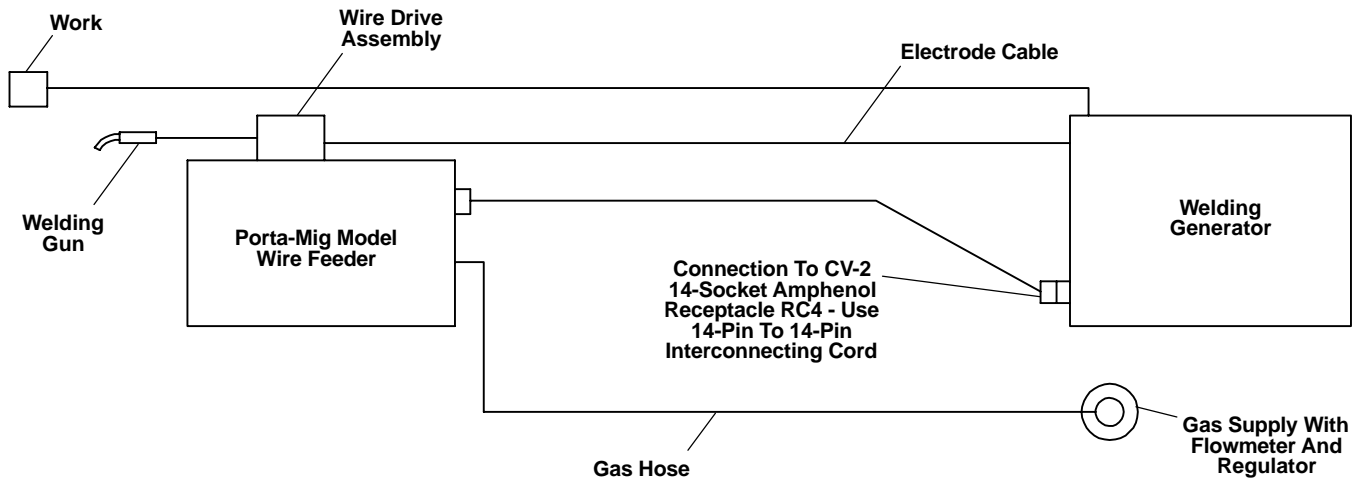 Work
Wire Drive
Assembly
Electrode Cable
Welding
Gun
Porta-Mig Model
Wire Feeder
Welding
Generator
Connection To CV-2
14-Socket Amphenol
Receptacle RC4 - Use
14-Pin To 14-Pin
Interconnecting Cord
Gas Hose
Gas Supply With
Flowmeter And
Regulator